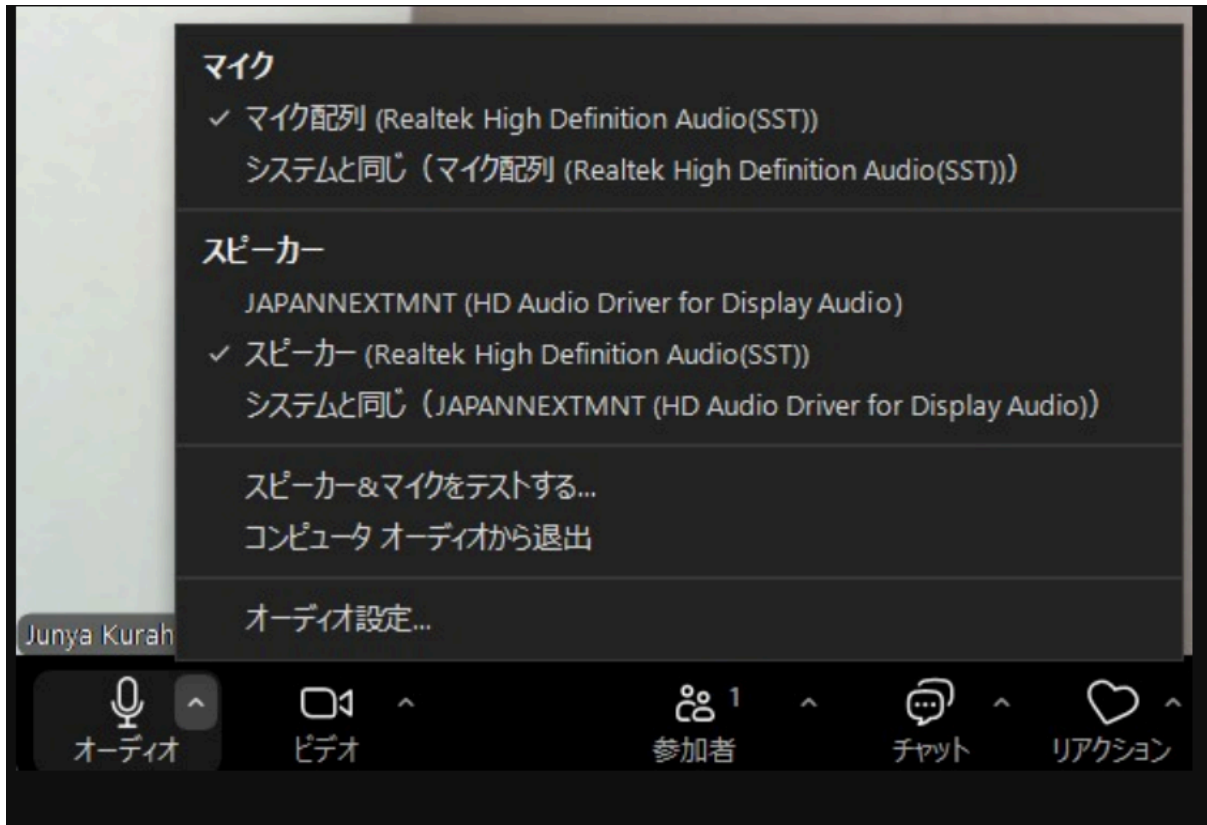 マイク
マイク配列 (Realtek High Definition Audio(SST))
システムと同じ（マイク配列 (Realtek High Definition Audio(SST))）
スピーカー
JAPANNEXTMNT (HD Audio Driver for Display Audio)
スピーカー (Realtek High Definition Audio(SST))
システムと同じ（JAPANNEXTMNT (HD Audio Driver for Display Audio)）
スピーカー&マイクをテストする...
コンピュータ オーディオから退出
オーディオ設定...
Junya Kurah
オーディオ
ビデオ
1
参加者
チャット
リアクション